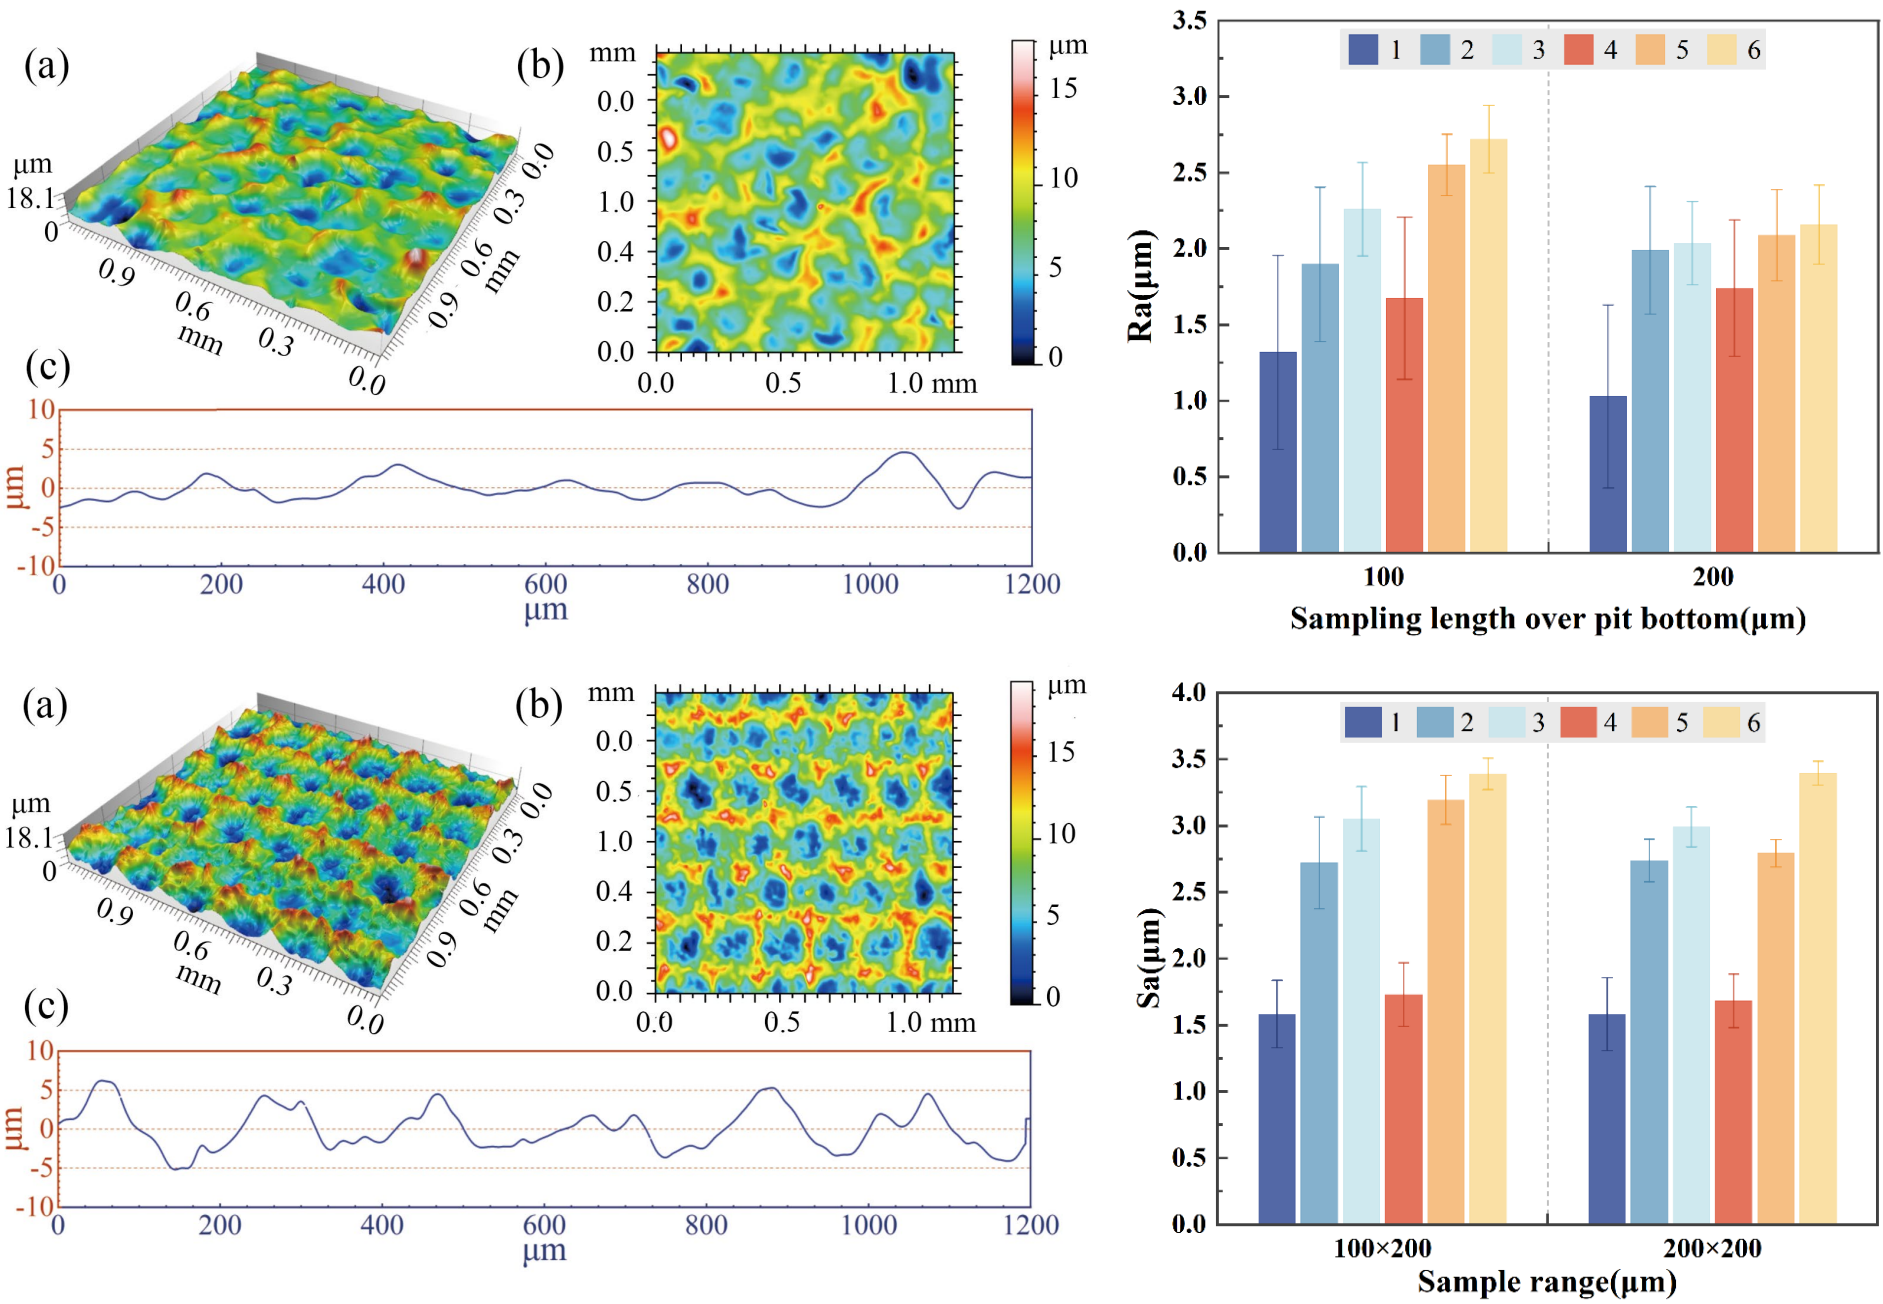 (a)
μm
18.1
0
0.9
0.6
mm
0.3
0.0
0.9
0.6
mm
0.3
0.0
(b)
mm
0.0
0.5
1.0
0.4
0.2
0.0
0.0 0.5 1.0 mm
μm
15
10
5
0
(c)
10
5
0
-5
-10
μm
0 200 400 600 800 1000 1200
μm
3.5
3.0
2.5
2.0
1.5
1.0
0.5
0.0
Ra(μm)
1 2 3 4 5 6
100 200
Sampling length over pit bottom(μm)
(a)
μm
18.1
0
0.9
0.6
mm
0.3
0.0
0.9
0.6
mm
0.3
0.0
(b)
mm
0.0
0.5
1.0
0.4
0.2
0.0
0.0 0.5 1.0 mm
μm
15
10
5
0
(c)
10
5
0
-5
-10
μm
0 200 400 600 800 1000 1200
μm
4.0
3.5
3.0
2.5
2.0
1.5
1.0
0.5
0.0
Sa(μm)
1 2 3 4 5 6
100×200 200×200
Sample range(μm)